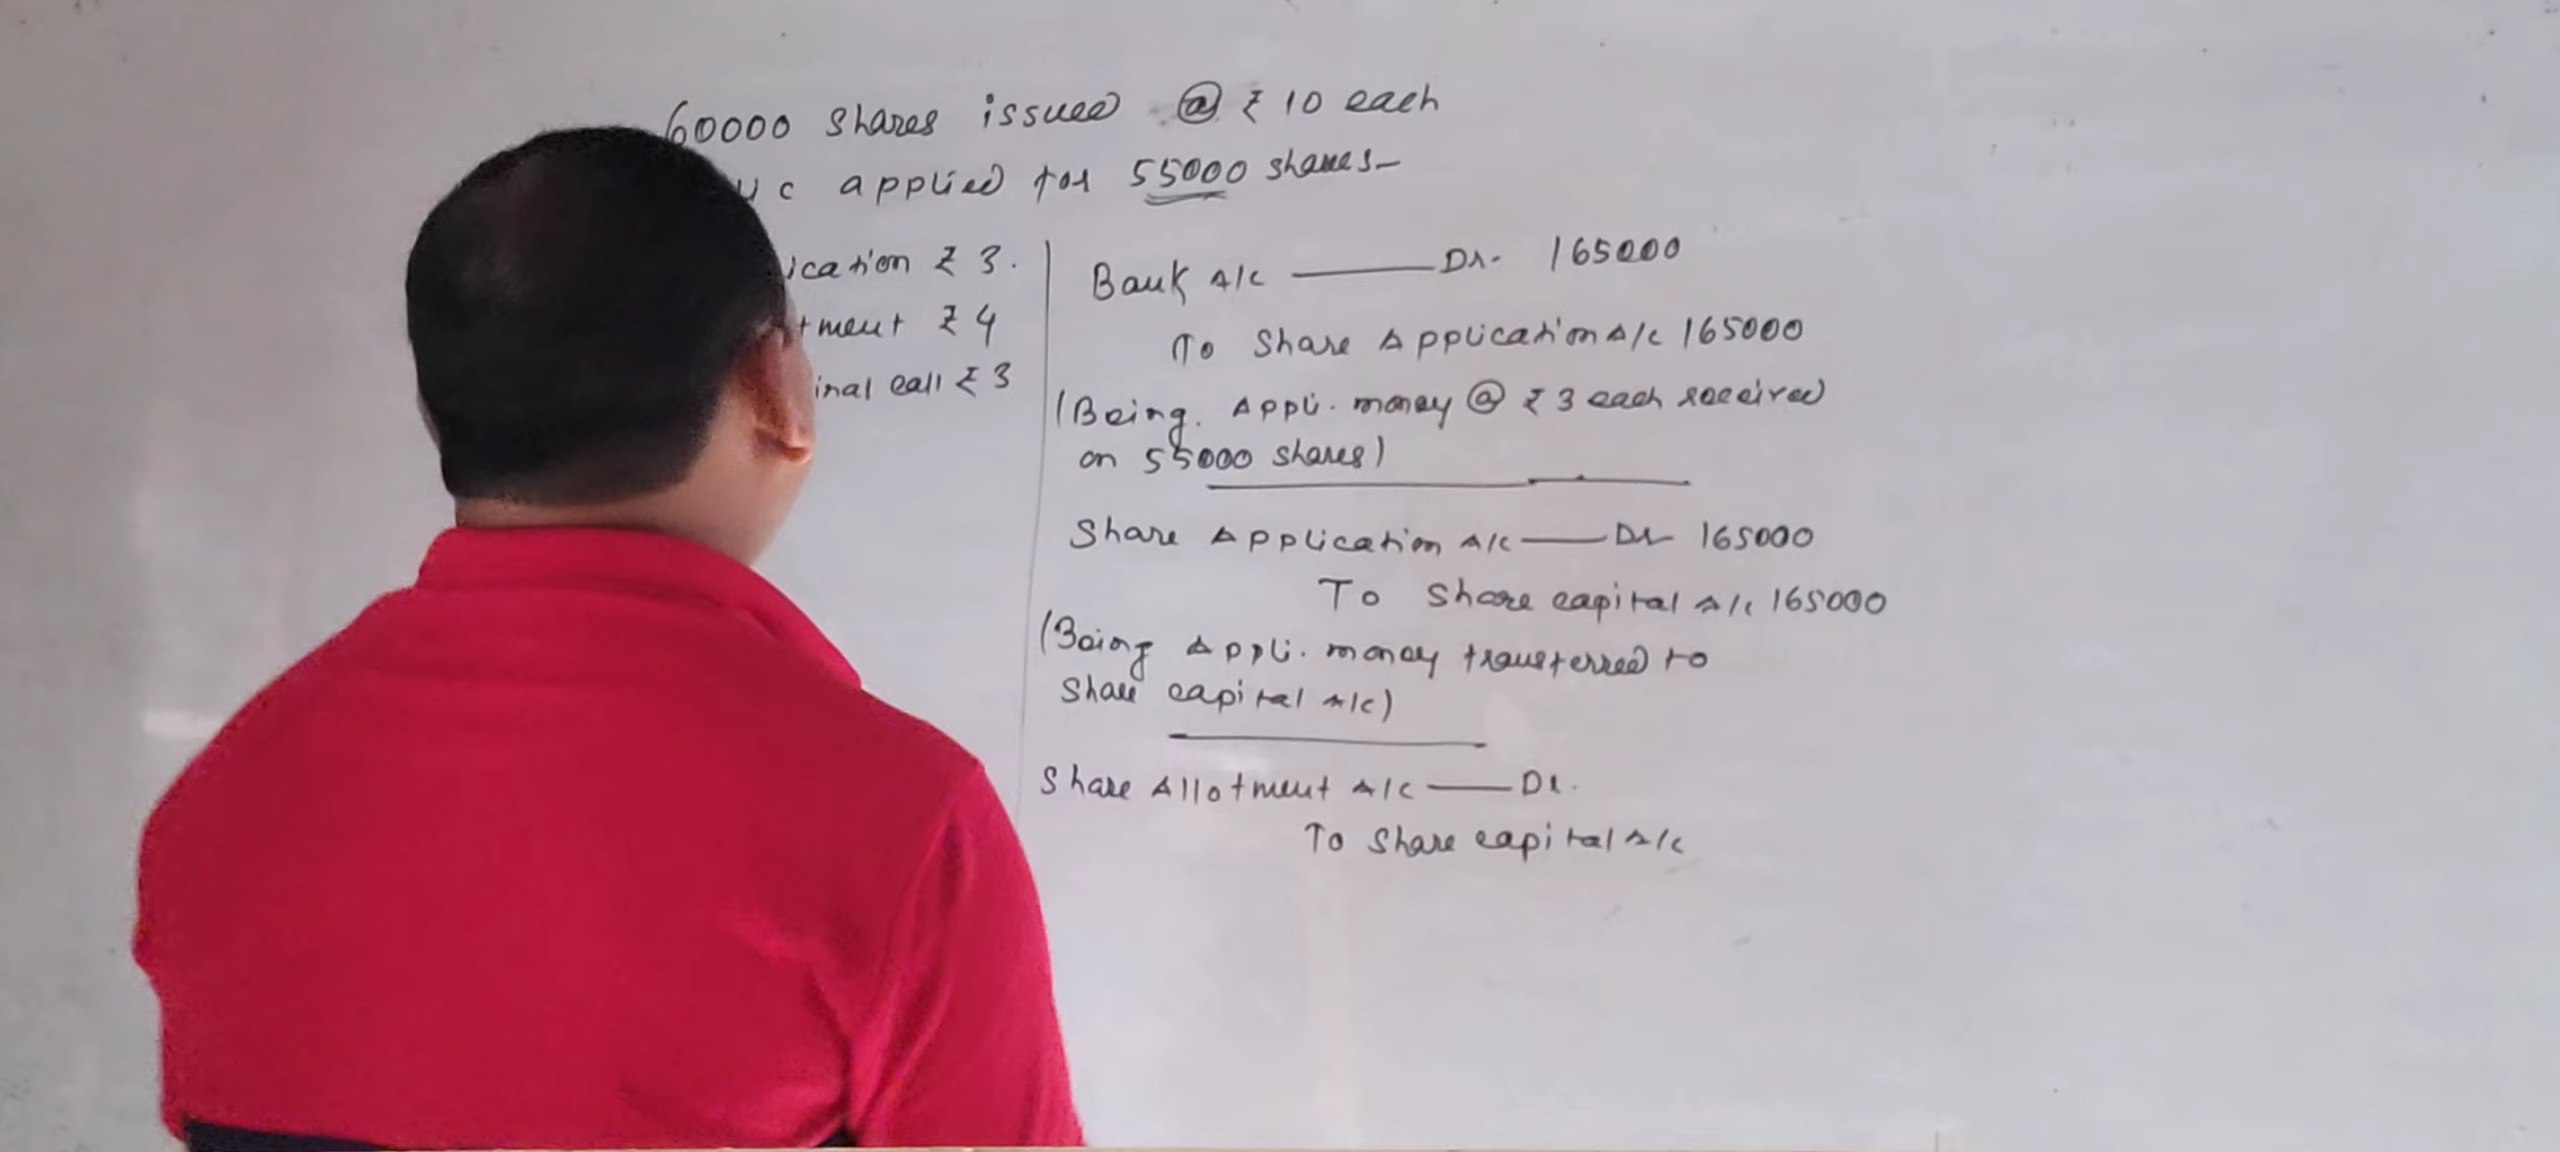 60000 shares issued @ ₹ 10 each
applied for 55000 shares
ication ₹ 3.
tment ₹ 4
inal call ₹ 3
Bank A/c —— Dr. 165000
To Share Application A/c 165000
(Being. Appli. money @ ₹ 3 each received
on 55000 shares)
Share Application A/c —— Dr 165000
To Share capital A/c 165000
(Being Appli. money transferred to
Share capital A/c)
Share Allotment A/c —— Dr.
To Share capital A/c